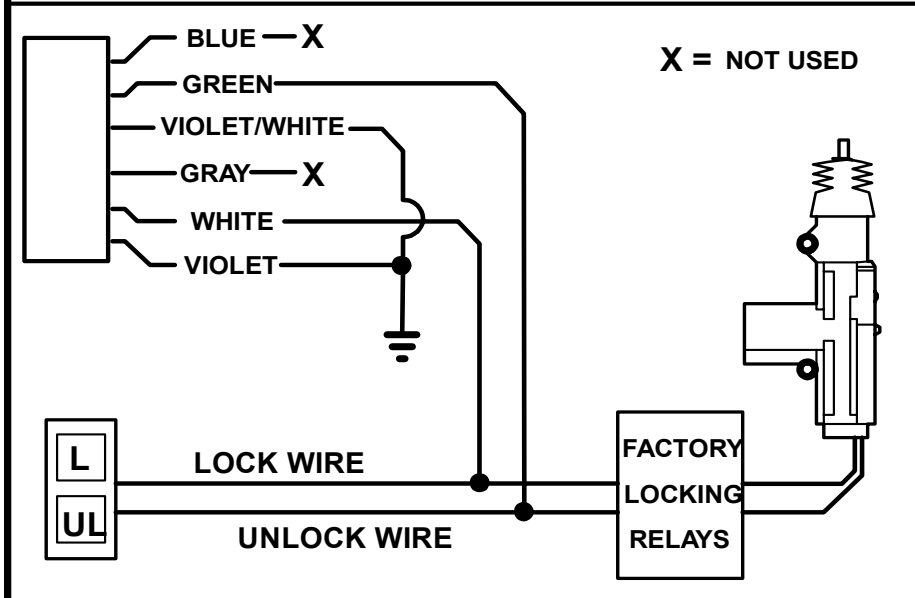 BLUE X
X = NOT USED
GREEN
VIOLET/WHITE
GRAY X
WHITE
VIOLET
L
LOCK WIRE
UL
UNLOCK WIRE
FACTORY
LOCKING
RELAYS